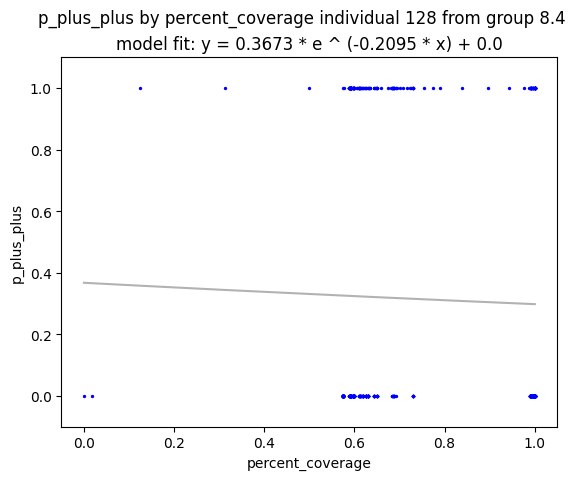 p_plus_plus by percent_coverage individual 128 from group 8.4
model fit: y = 0.3673 * e ^ (-0.2095 * x) + 0.0
1.0
0.8
0.6
0.4
0.2
0.0
p_plus_plus
0.0 0.2 0.4 0.6 0.8 1.0
percent_coverage